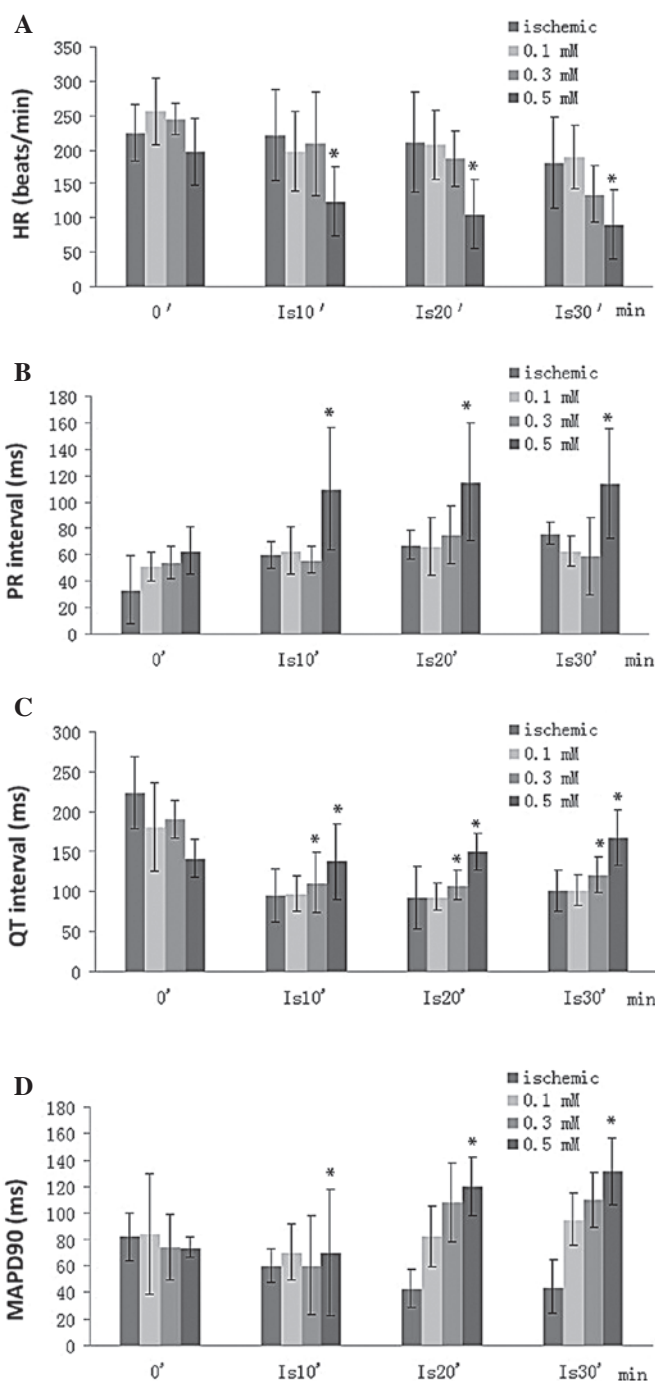 A
HR (beats/min)
350
300
250
200
150
100
50
0
ischemic
0.1 mM
0.3 mM
0.5 mM
*
*
*
0′ Is10′ Is20′ Is30′ min
B
PR interval (ms)
180
160
140
120
100
80
60
40
20
0
ischemic
0.1 mM
0.3 mM
0.5 mM
*
*
*
0’ Is10’ Is20’ Is30’ min
C
QT interval (ms)
300
250
200
150
100
50
0
ischemic
0.1 mM
0.3 mM
0.5 mM
* *
* *
* *
0’ Is10’ Is20’ Is30’ min
D
MAPD90 (ms)
180
160
140
120
100
80
60
40
20
0
ischemic
0.1 mM
0.3 mM
0.5 mM
*
*
*
0’ Is10’ Is20’ Is30’ min